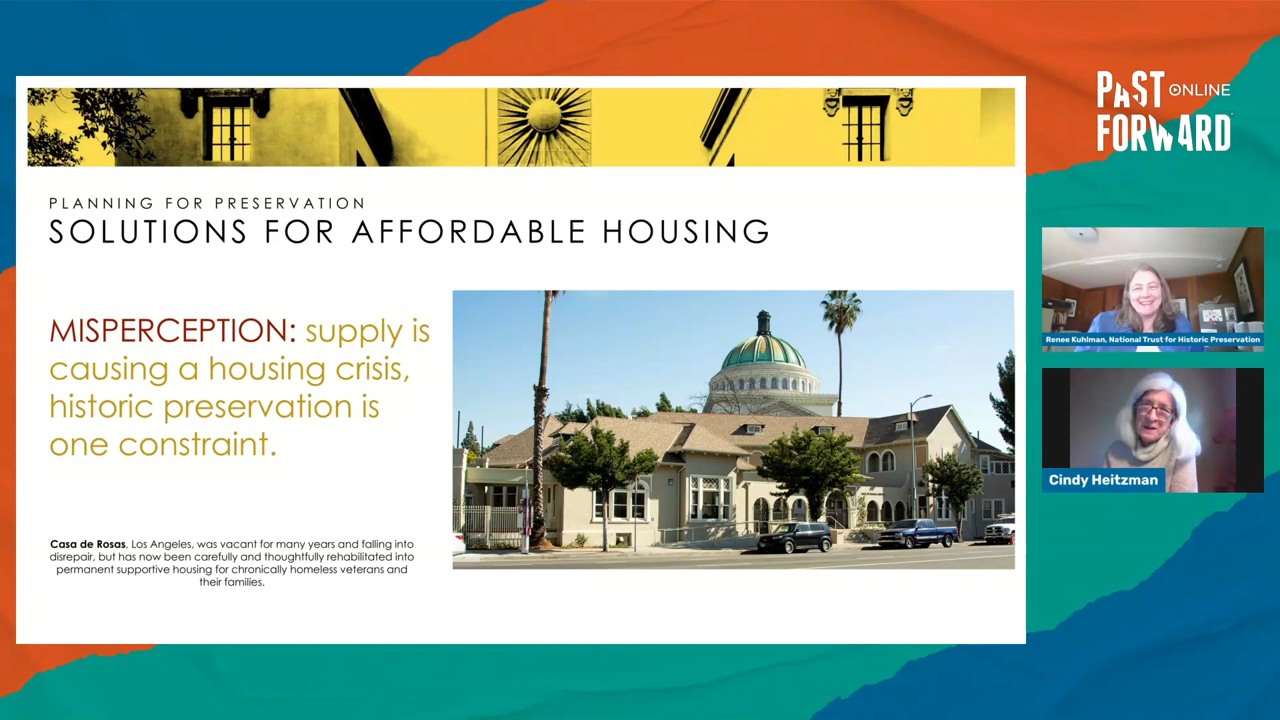 PAST ONLINE
FORWARD
PLANNING FOR PRESERVATION
SOLUTIONS FOR AFFORDABLE HOUSING
MISPERCEPTION: supply is
causing a housing crisis,
historic preservation is
one constraint.
Casa de Rosas, Los Angeles, was vacant for many years and falling into
disrepair, but has now been carefully and thoughtfully rehabilitated into
permanent supportive housing for chronically homeless veterans and
their families.
Renee Kuhlman, National Trust for Historic Preservation
Cindy Heitzman